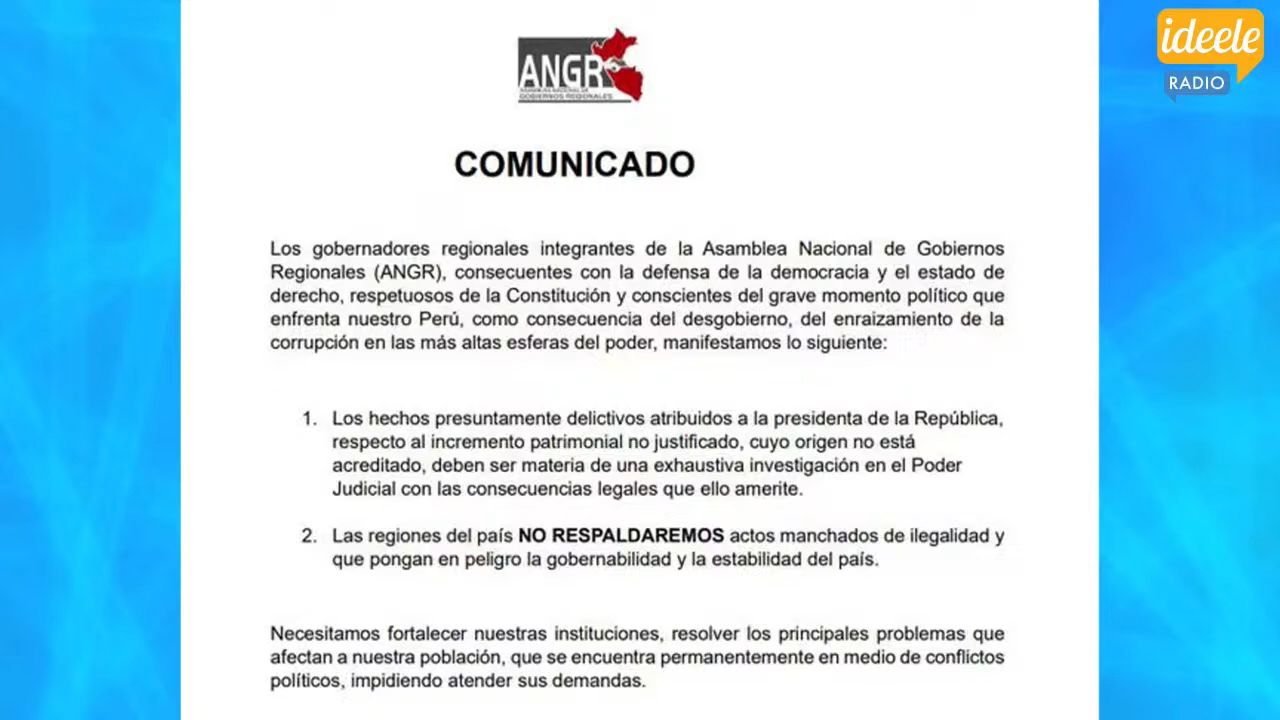 ideele
RADIO
ANGR
ASAMBLEA NACIONAL DE
GOBIERNOS REGIONALES
COMUNICADO
Los gobernadores regionales integrantes de la Asamblea Nacional de Gobiernos
Regionales (ANGR), consecuentes con la defensa de la democracia y el estado de
derecho, respetuosos de la Constitución y conscientes del grave momento político que
enfrenta nuestro Perú, como consecuencia del desgobierno, del enraizamiento de la
corrupción en las más altas esferas del poder, manifestamos lo siguiente:
1. Los hechos presuntamente delictivos atribuidos a la presidenta de la República,
respecto al incremento patrimonial no justificado, cuyo origen no está
acreditado, deben ser materia de una exhaustiva investigación en el Poder
Judicial con las consecuencias legales que ello amerite.
2. Las regiones del país NO RESPALDAREMOS actos manchados de ilegalidad y
que pongan en peligro la gobernabilidad y la estabilidad del país.
Necesitamos fortalecer nuestras instituciones, resolver los principales problemas que
afectan a nuestra población, que se encuentra permanentemente en medio de conflictos
políticos, impidiendo atender sus demandas.